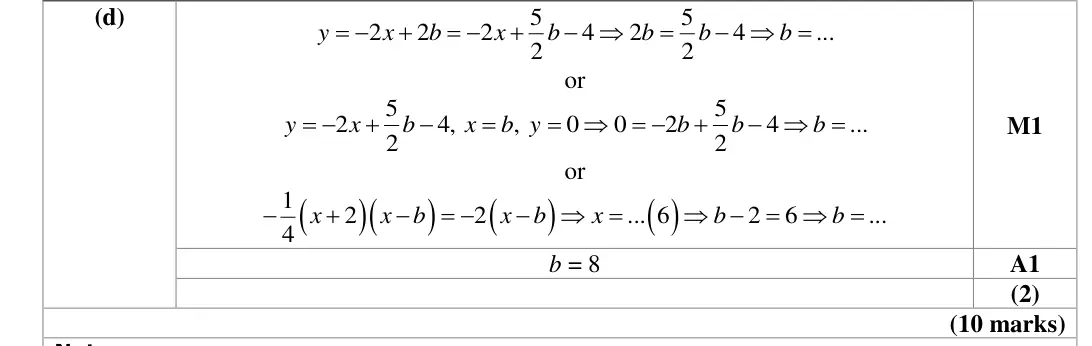 (d)
y = −2x + 2b = −2x + 5/2 b − 4 ⇒ 2b = 5/2 b − 4 ⇒ b = ...
or
y = −2x + 5/2 b − 4, x = b, y = 0 ⇒ 0 = −2b + 5/2 b − 4 ⇒ b = ...
M1
or
−1/4 (x + 2)(x − b) = −2(x − b) ⇒ x = ...(6) ⇒ b − 2 = 6 ⇒ b = ...
b = 8 A1
(2)
(10 marks)